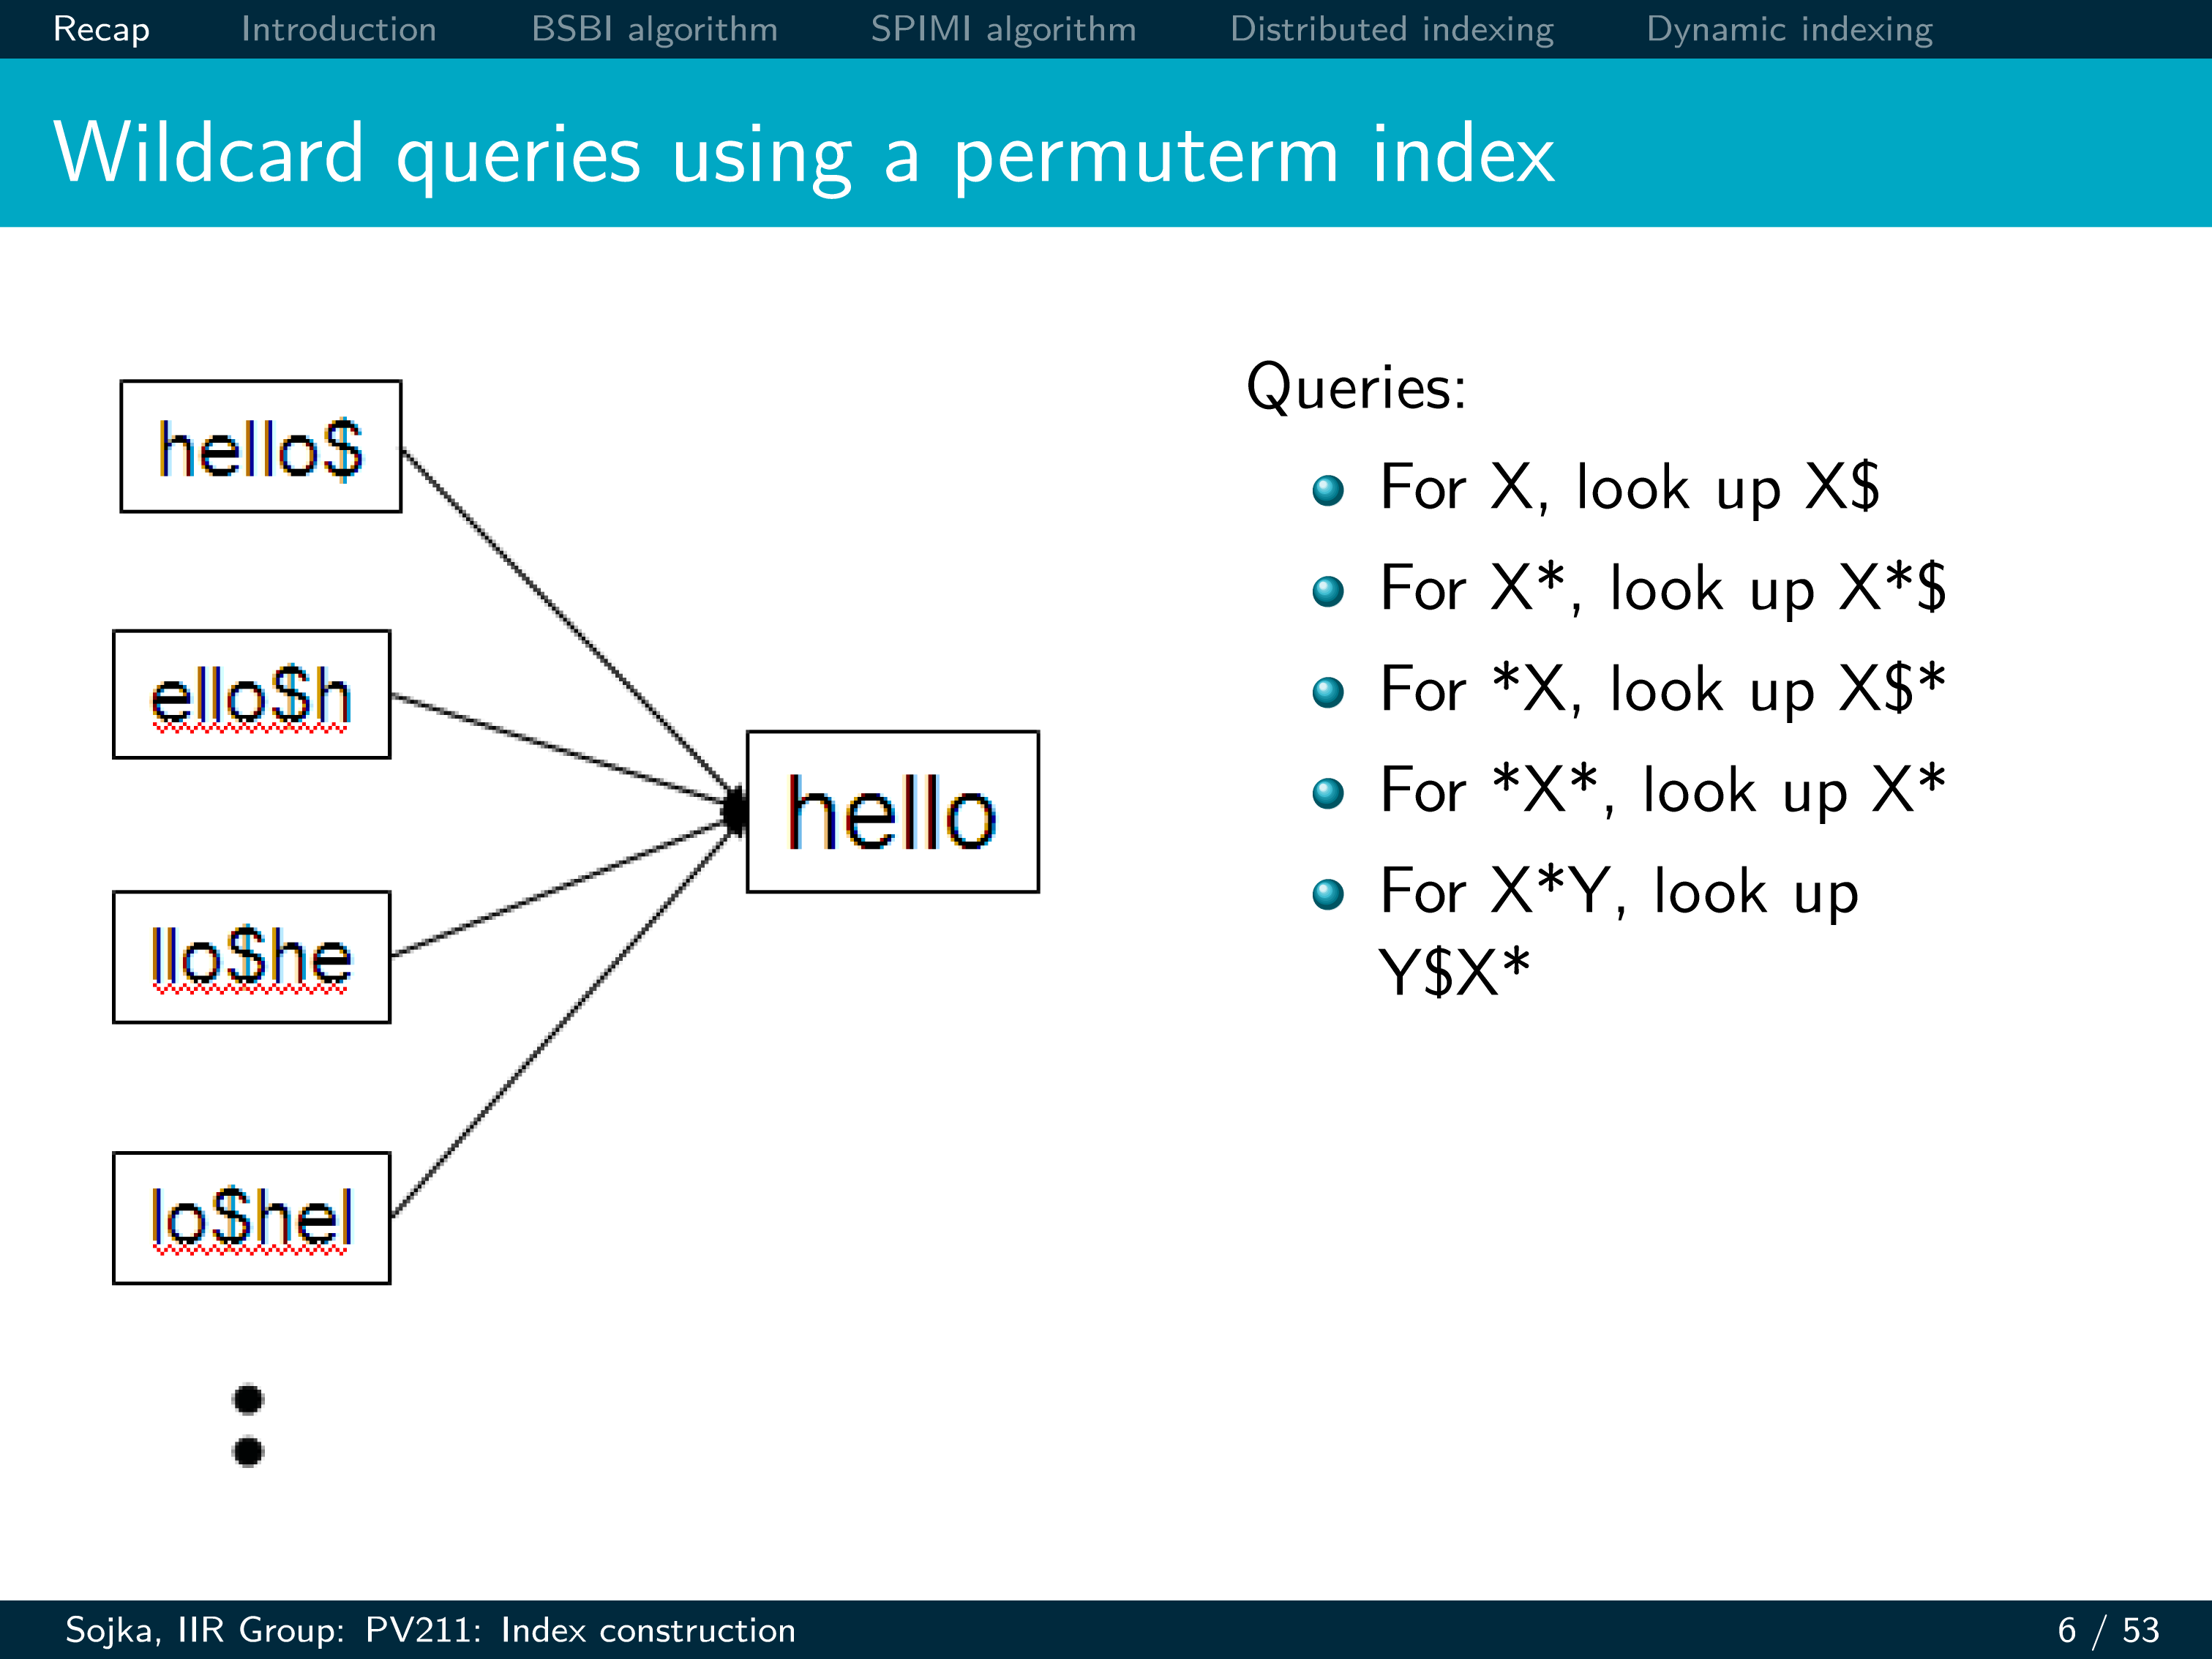 Recap Introduction BSBI algorithm SPIMI algorithm Distributed indexing Dynamic indexing
Wildcard queries using a permuterm index
hello$
ello$h
llo$he
lo$hel
hello
Queries:
For X, look up X$
For X*, look up X*$
For *X, look up X$*
For *X*, look up X*
For X*Y, look up
Y$X*
Sojka, IIR Group: PV211: Index construction
6 / 53